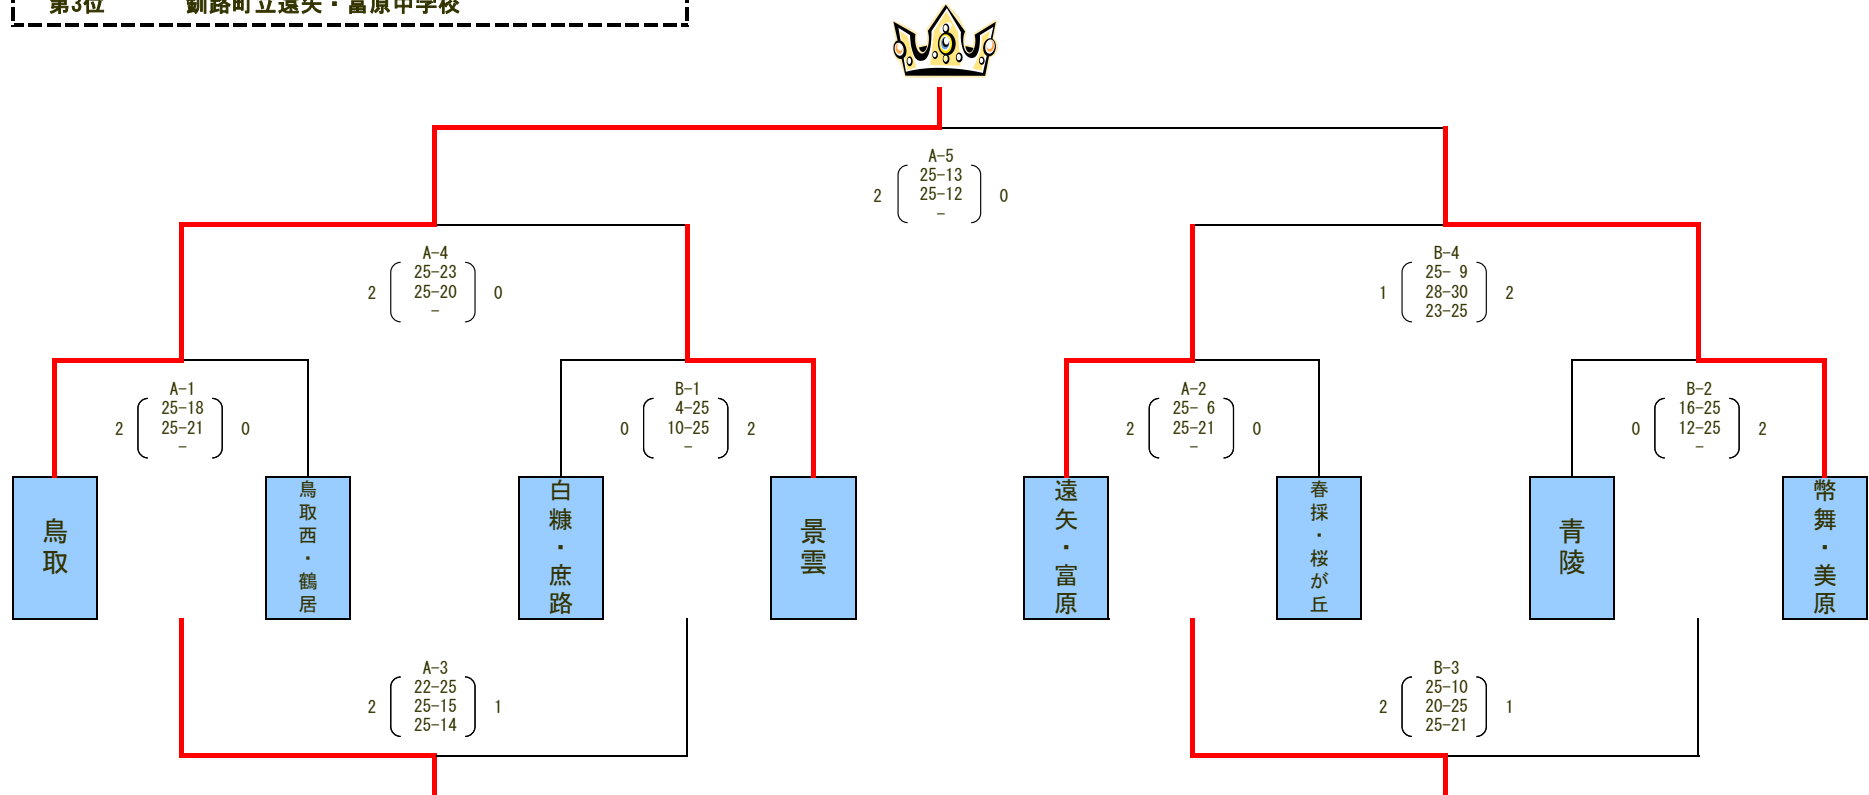 第3位 釧路町立遠矢・富原中学校
A-5
25-13
2 25-12 0
-
A-4
25-23
2 25-20 0
-
B-4
25- 9
1 28-30 2
23-25
A-1
25-18
2 25-21 0
-
B-1
4-25
0 10-25 2
-
A-2
25- 6
2 25-21 0
-
B-2
16-25
0 12-25 2
-
鳥取
鳥取西・鶴居
白糠・庶路
景雲
遠矢・富原
春採・桜が丘
青陵
幣舞・美原
A-3
22-25
2 25-15 1
25-14
B-3
25-10
2 20-25 1
25-21